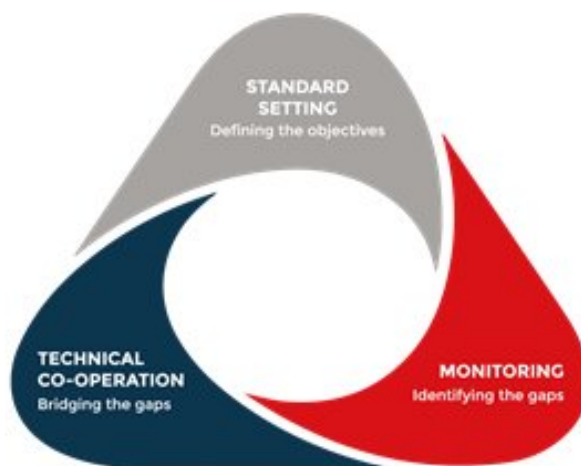 STANDARD
SETTING
Defining the objectives
TECHNICAL
CO-OPERATION
Bridging the gaps
MONITORING
Identifying the gaps